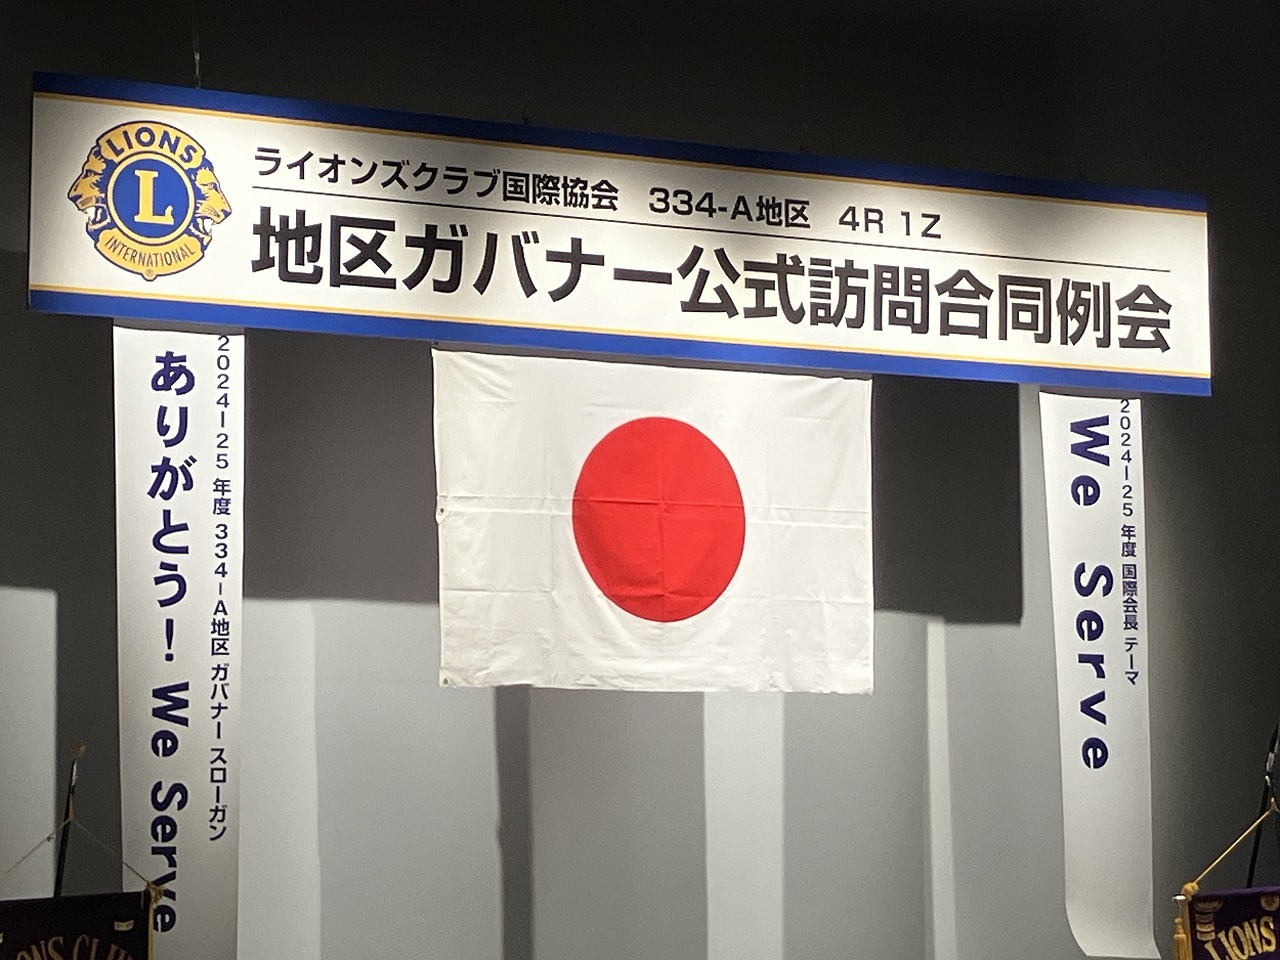 LIONS
L
INTERNATIONAL
®
ライオンズクラブ国際協会 334-A地区 4R 1Z
地区ガバナー公式訪問合同例会
2024-25 年度 334-A地区 ガバナー スローガン
ありがとう! We Serve
2024-25 年度 国際会長 テーマ
We Serve
LIONS